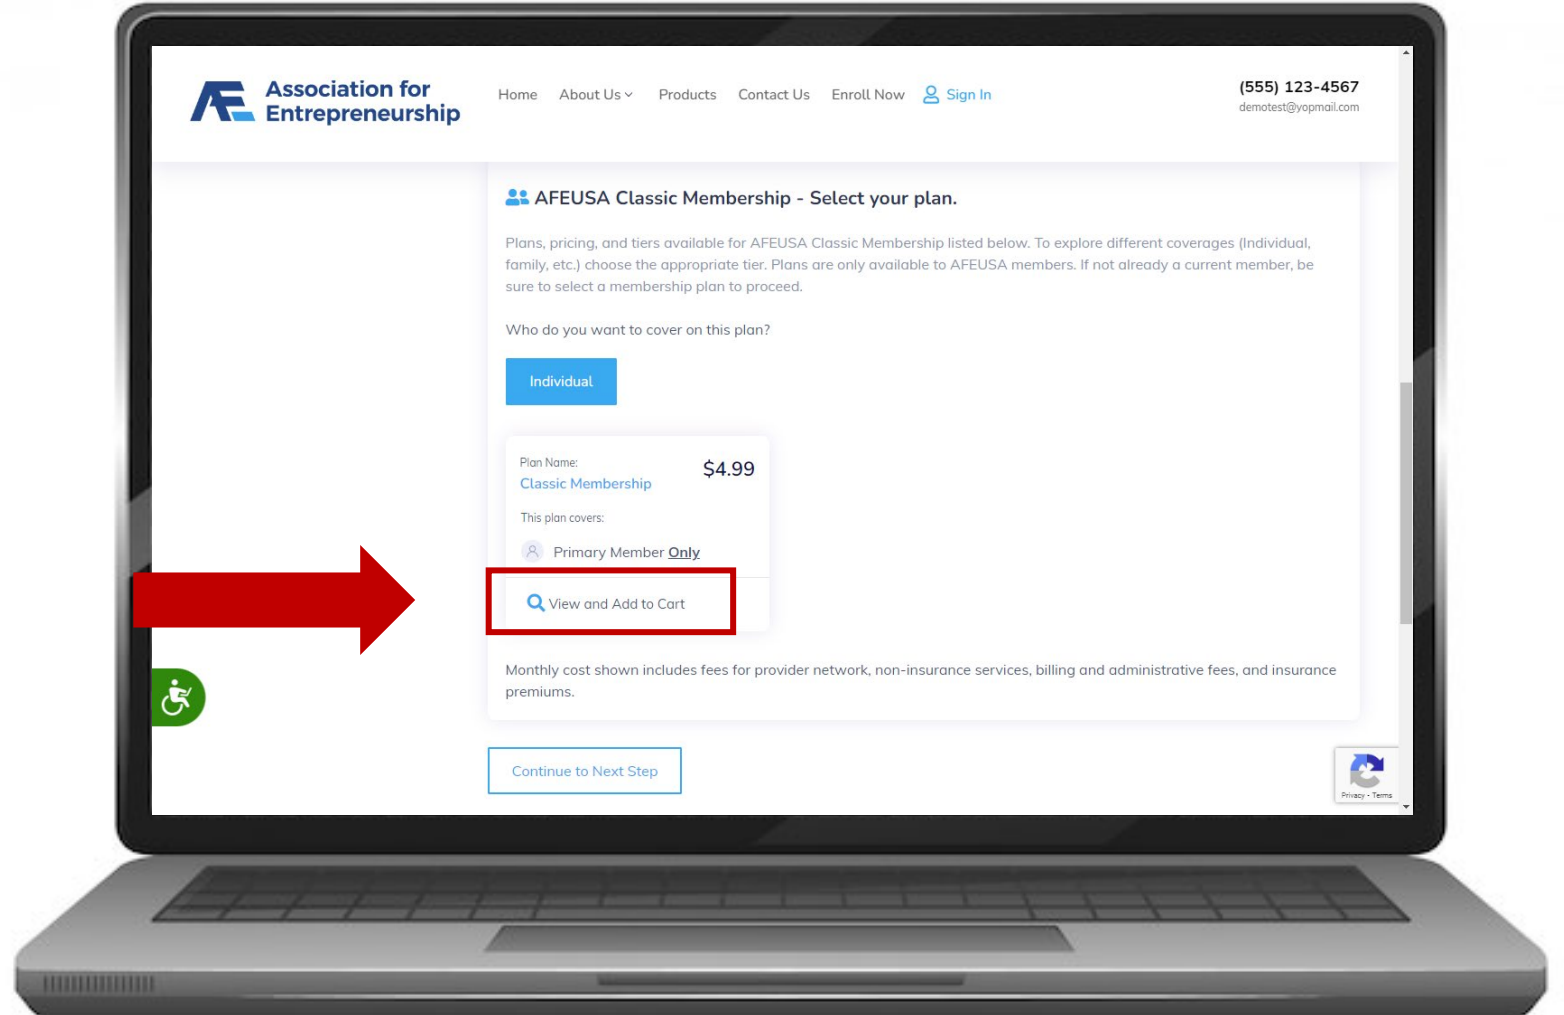 Association for
Entrepreneurship
Home About Us Products Contact Us Enroll Now Sign In
(555) 123-4567
demotest@yopmail.com
AFEUSA Classic Membership - Select your plan.
Plans, pricing, and tiers available for AFEUSA Classic Membership listed below. To explore different coverages (Individual,
family, etc.) choose the appropriate tier. Plans are only available to AFEUSA members. If not already a current member, be
sure to select a membership plan to proceed.
Who do you want to cover on this plan?
Individual
Plan Name:
Classic Membership
$4.99
This plan covers:
Primary Member Only
View and Add to Cart
Monthly cost shown includes fees for provider network, non-insurance services, billing and administrative fees, and insurance
premiums.
Continue to Next Step
Privacy - Terms